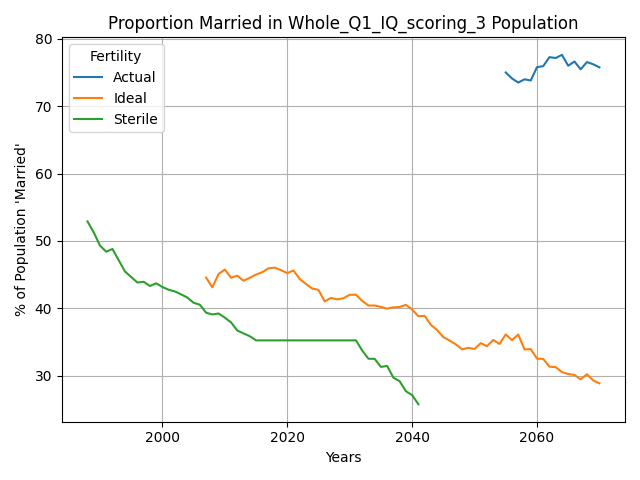 Proportion Married in Whole_Q1_IQ_scoring_3 Population
% of Population 'Married'
80
70
60
50
40
30
Fertility
Actual
Ideal
Sterile
2000
2020
2040
2060
Years